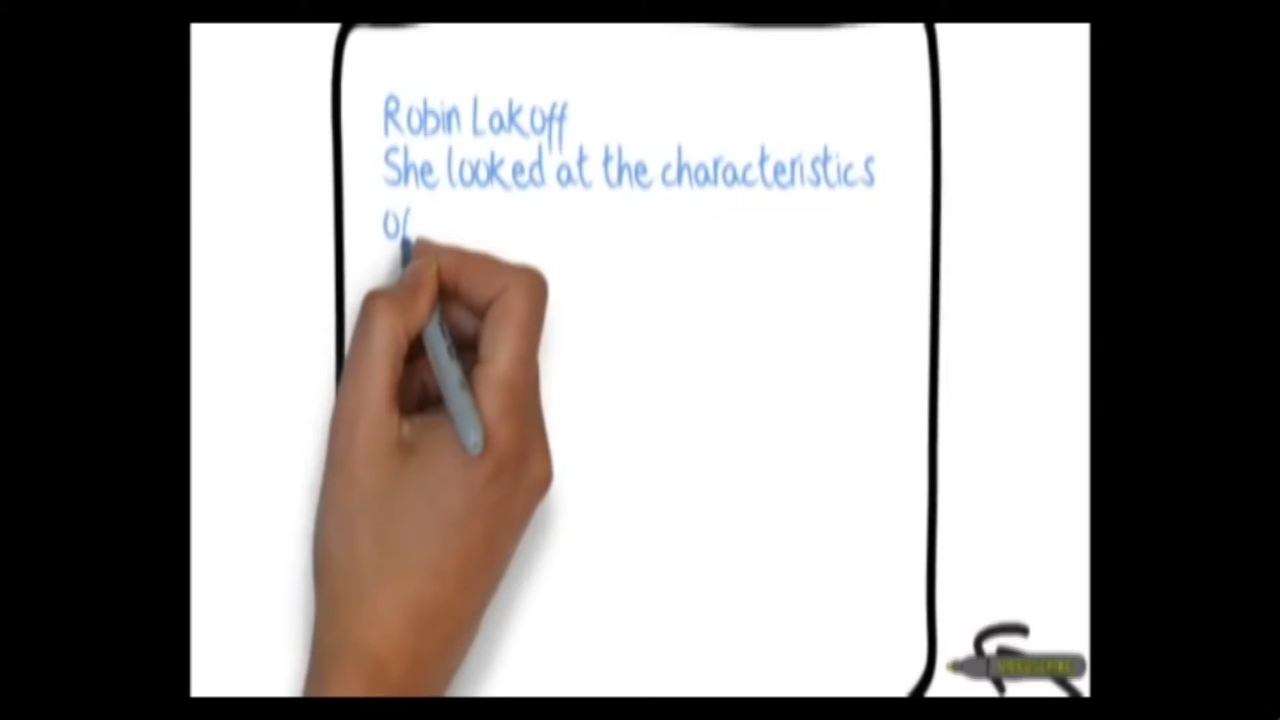 Robin Lakoff
She looked at the characteristics